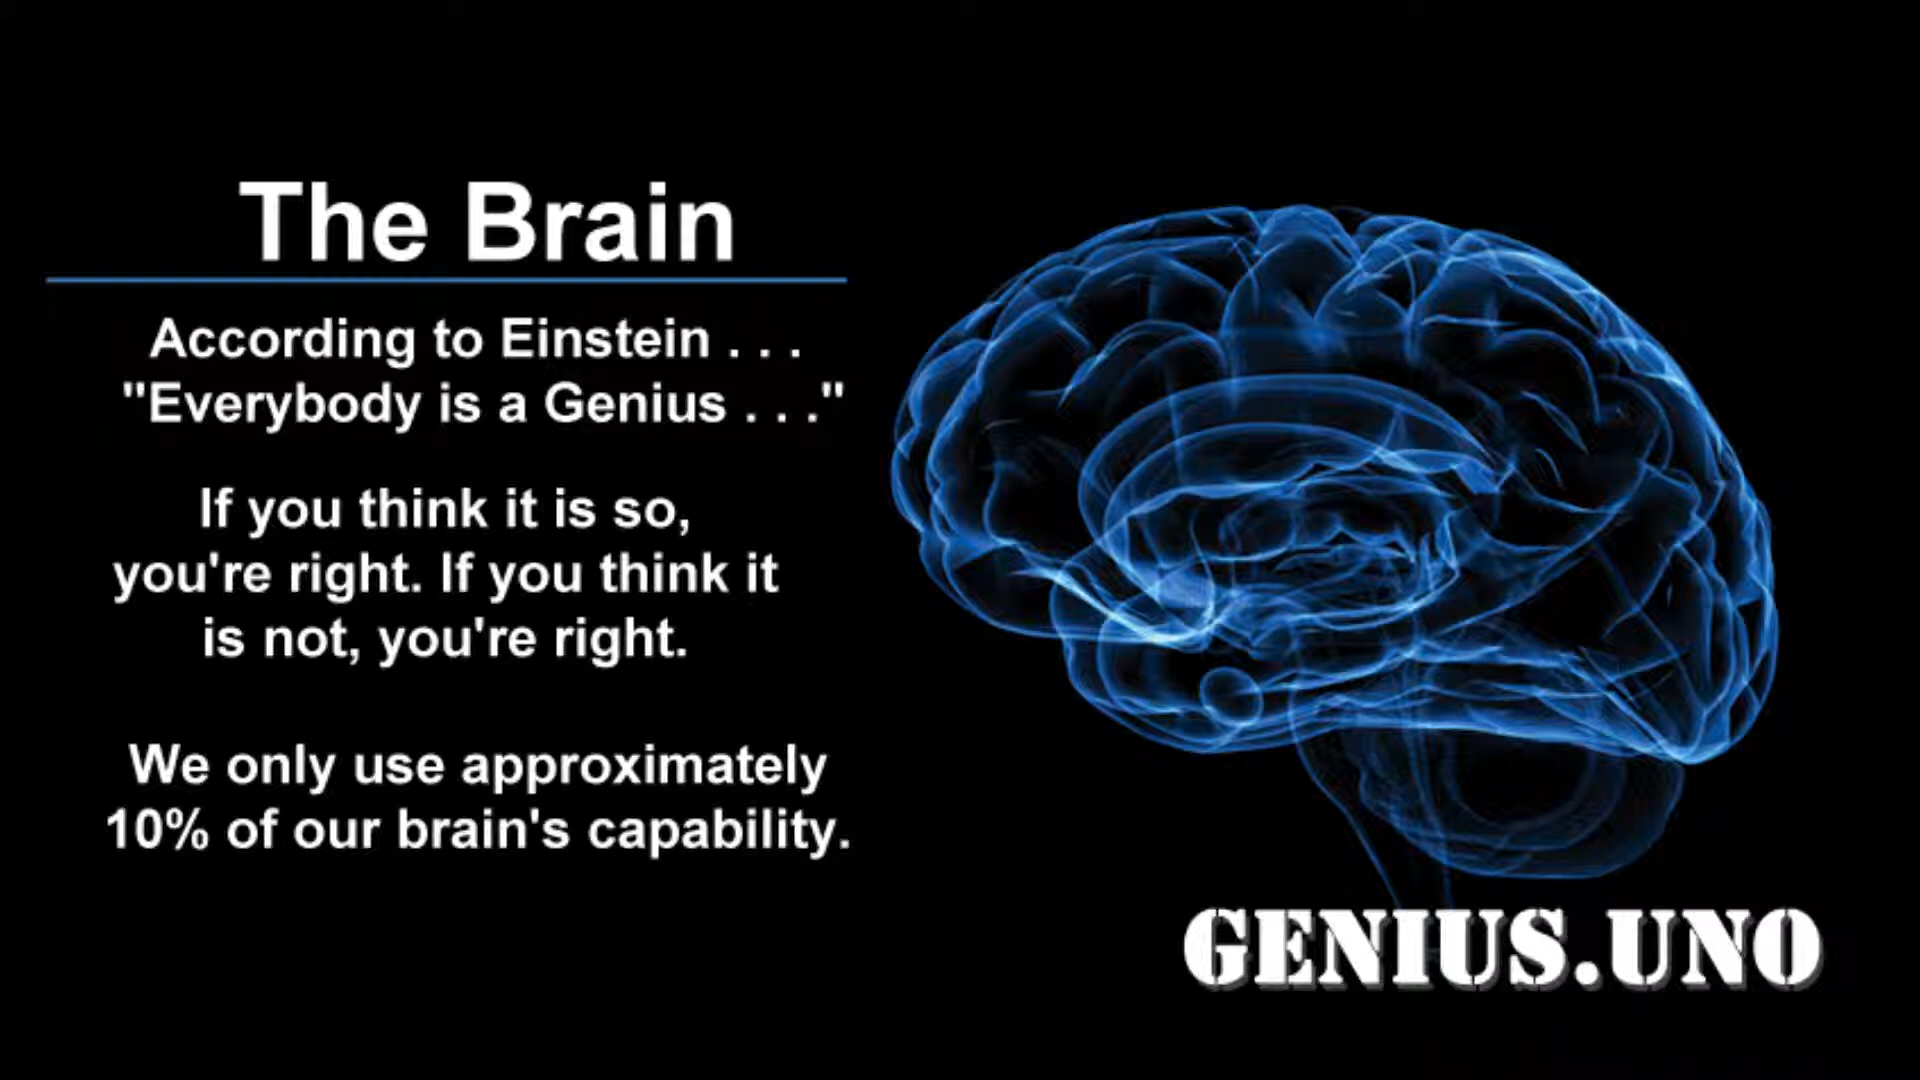 The Brain
According to Einstein . . .
"Everybody is a Genius . . ."
If you think it is so,
you're right. If you think it
is not, you're right.
We only use approximately
10% of our brain's capability.
GENIUS.UNO